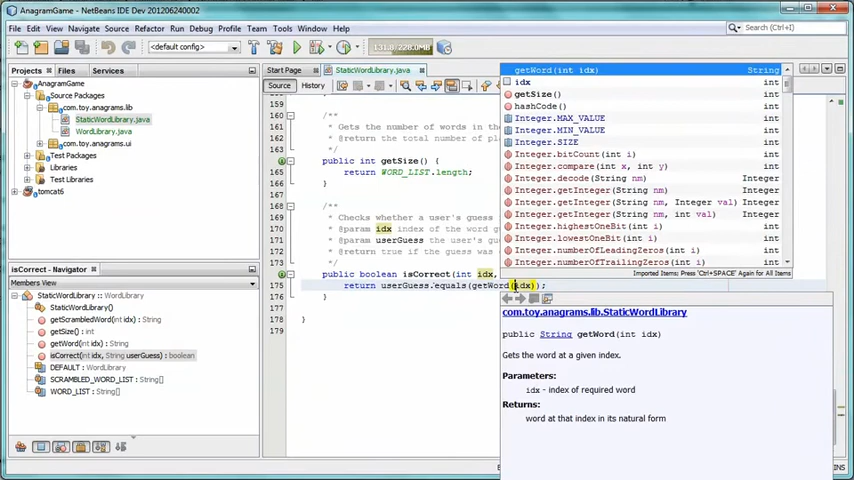 AnagramGame - NetBeans IDE Dev 201206240002
File Edit View Navigate Source Refactor Run Debug Profile Team Tools Window Help
Search (Ctrl+I)
<default config>
131.8/228.0MB
Projects Files Services
Start Page StaticWordLibrary.java
Source History
AnagramGame
Source Packages
com.toy.anagrams.lib
StaticWordLibrary.java
WordLibrary.java
com.toy.anagrams.ui
Test Packages
Libraries
Test Libraries
tomcat6
159
160 /**
161 * Gets the number of words in the
162 * @return the total number of pla
163 */
public int getSize() {
165 return WORD_LIST.length;
166 }
167
168 /**
169 * Checks whether a user's guess
170 * @param idx index of the word g
171 * @param userGuess the user's gu
172 * @return true if the guess was
173 */
public boolean isCorrect(int idx,
175 return userGuess.equals(getWord(idx));
176 }
177
178 }
getWord(int idx) String
idx int
getSize() int
hashCode() int
Integer.MAX_VALUE int
Integer.MIN_VALUE int
Integer.SIZE int
Integer.bitCount(int i) int
Integer.compare(int x, int y) int
Integer.decode(String nm) Integer
Integer.getInteger(String nm) Integer
Integer.getInteger(String nm, Integer val) Integer
Integer.getInteger(String nm, int val) Integer
Integer.highestOneBit(int i) int
Integer.lowestOneBit(int i) int
Integer.numberOfLeadingZeros(int i) int
Integer.numberOfTrailingZeros(int i) int
Imported Items; Press 'Ctrl+SPACE' Again for All Items
com.toy.anagrams.lib.StaticWordLibrary
public String getWord(int idx)
Gets the word at a given index.
Parameters:
idx - index of required word
Returns:
word at that index in its natural form
isCorrect - Navigator
Members View
StaticWordLibrary :: WordLibrary
StaticWordLibrary()
getScrambledWord(int idx) : String
getSize() : int
getWord(int idx) : String
isCorrect(int idx, String userGuess) : boolean
DEFAULT : WordLibrary
SCRAMBLED_WORD_LIST : String[]
WORD_LIST : String[]
INS